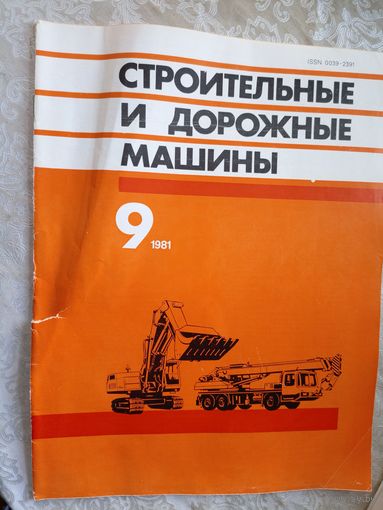 ISSN 0039-2391
СТРОИТЕЛЬНЫЕ
И ДОРОЖНЫЕ
МАШИНЫ
9
1981